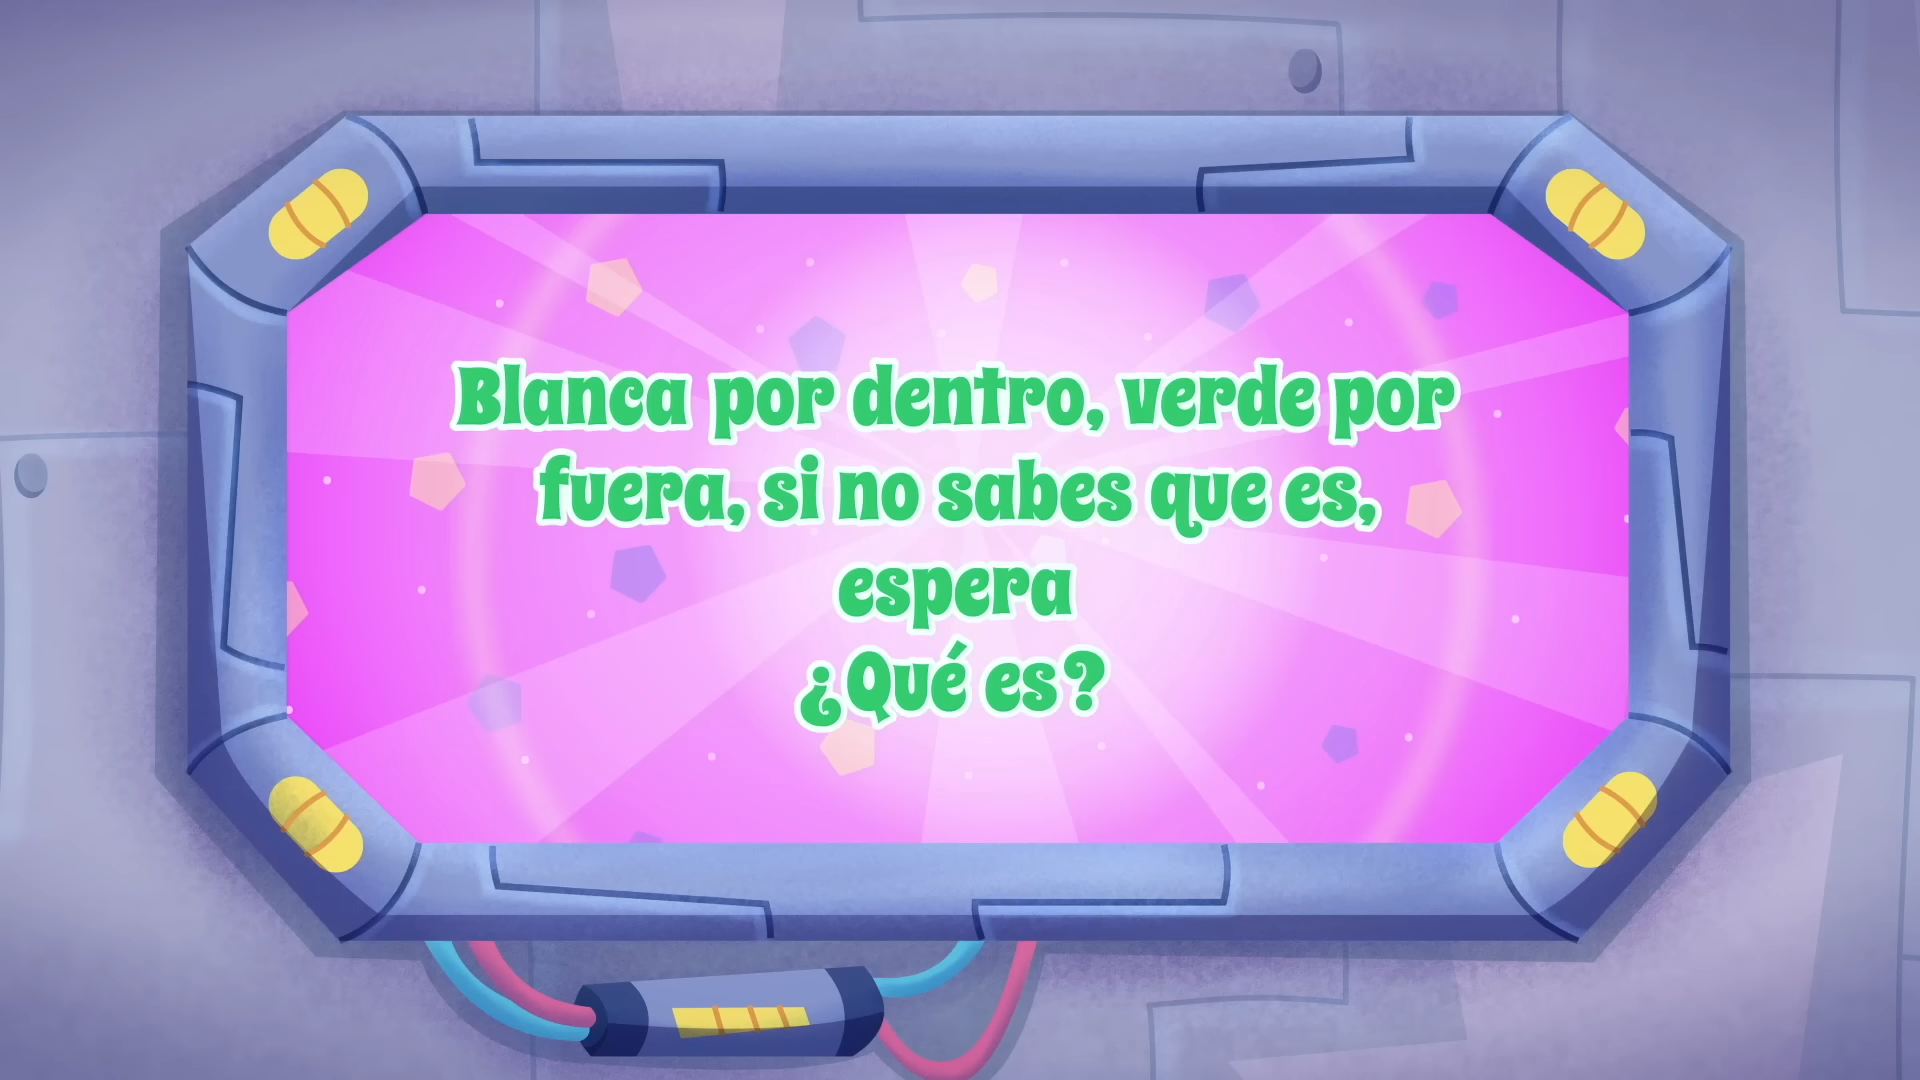 Blanca por dentro, verde por
fuera, si no sabes que es,
espera
¿Qué es?